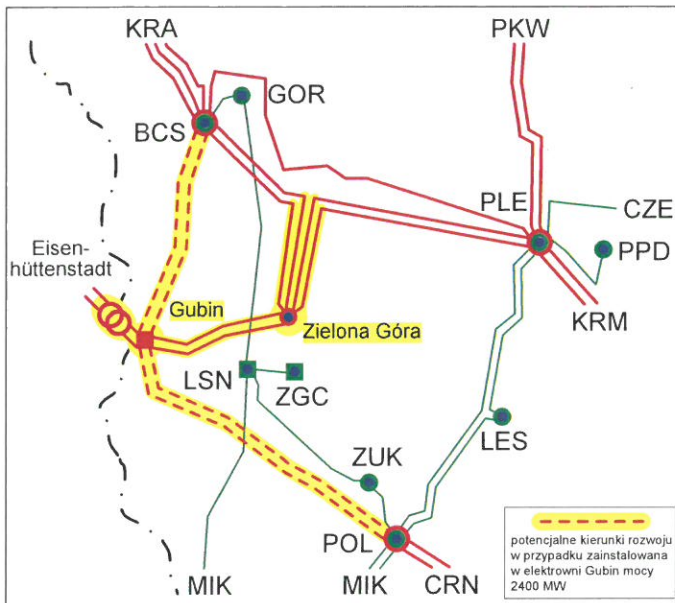 KRA
PKW
GOR
BCS
PLE
CZE
PPD
Eisen-
hüttenstadt
Gubin
Zielona Góra
KRM
LSN
ZGC
LES
ZUK
POL
MIK
MIK
CRN
potencjalne kierunki rozwoju
w przypadku zainstalowana
w elektrowni Gubin mocy
2400 MW